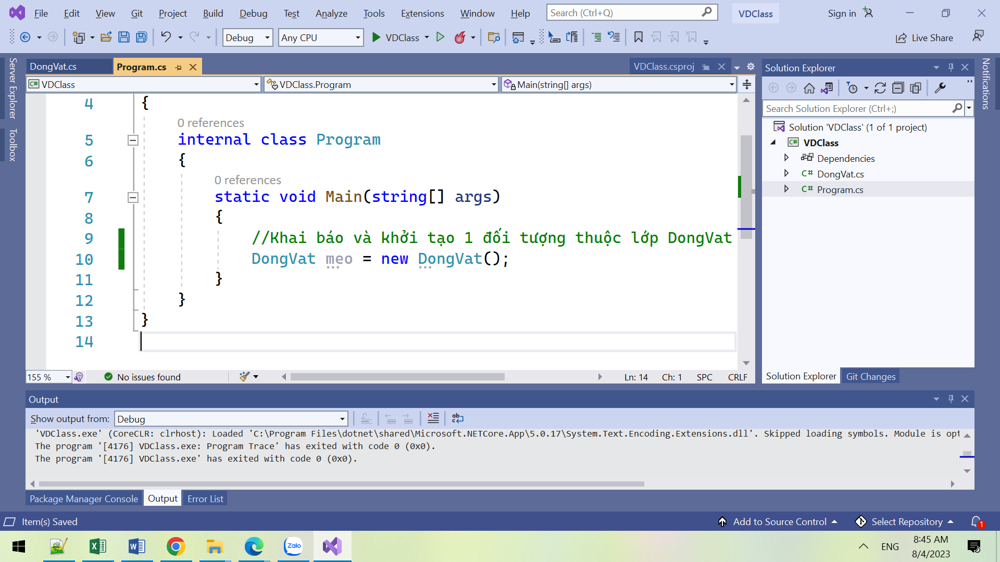 File Edit View Git Project Build Debug Test Analyze Tools Extensions Window Help Search (Ctrl+Q) VDClass Sign in
Debug Any CPU VDClass Live Share
Server Explorer
Toolbox
DongVat.cs Program.cs VDClass.csproj
C# VDClass VDClass.Program Main(string[] args)
4 {
0 references
5 internal class Program
6 {
0 references
7 static void Main(string[] args)
8 {
9 //Khai báo và khởi tạo 1 đối tượng thuộc lớp DongVat
10 DongVat meo = new DongVat();
11 }
12 }
13 }
14
155 % No issues found Ln: 14 Ch: 1 SPC CRLF
Solution Explorer
Search Solution Explorer (Ctrl+;)
Solution 'VDClass' (1 of 1 project)
C# VDClass
Dependencies
C# DongVat.cs
C# Program.cs
Solution Explorer Git Changes
Notifications
Output
Show output from: Debug
'VDClass.exe' (CoreCLR: clrhost): Loaded 'C:\Program Files\dotnet\shared\Microsoft.NETCore.App\5.0.17\System.Text.Encoding.Extensions.dll'. Skipped loading symbols. Module is opt
The program '[4176] VDClass.exe: Program Trace' has exited with code 0 (0x0).
The program '[4176] VDClass.exe' has exited with code 0 (0x0).
Package Manager Console Output Error List
Item(s) Saved Add to Source Control Select Repository 1
Zalo
ENG
8:45 AM
8/4/2023